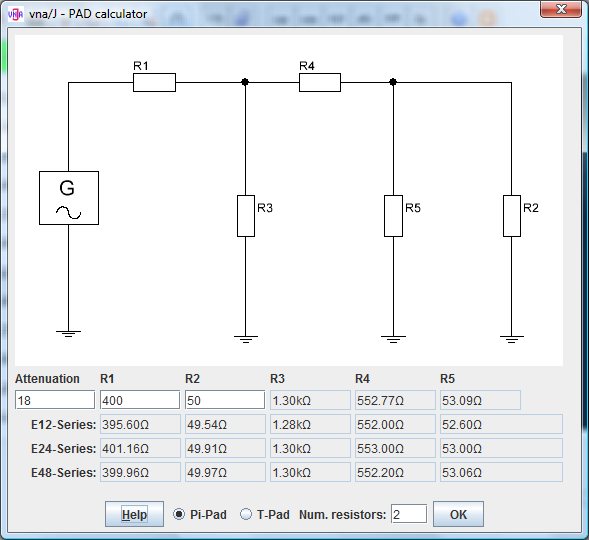 vna/J - PAD calculator
R1
R4
G
R3
R5
R2
Attenuation R1 R2 R3 R4 R5
18 400 50 1.30kΩ 552.77Ω 53.09Ω
E12-Series: 395.60Ω 49.54Ω 1.28kΩ 552.00Ω 52.60Ω
E24-Series: 401.16Ω 49.91Ω 1.30kΩ 553.00Ω 53.00Ω
E48-Series: 399.96Ω 49.97Ω 1.30kΩ 552.20Ω 53.06Ω
Help Pi-Pad T-Pad Num. resistors: 2 OK